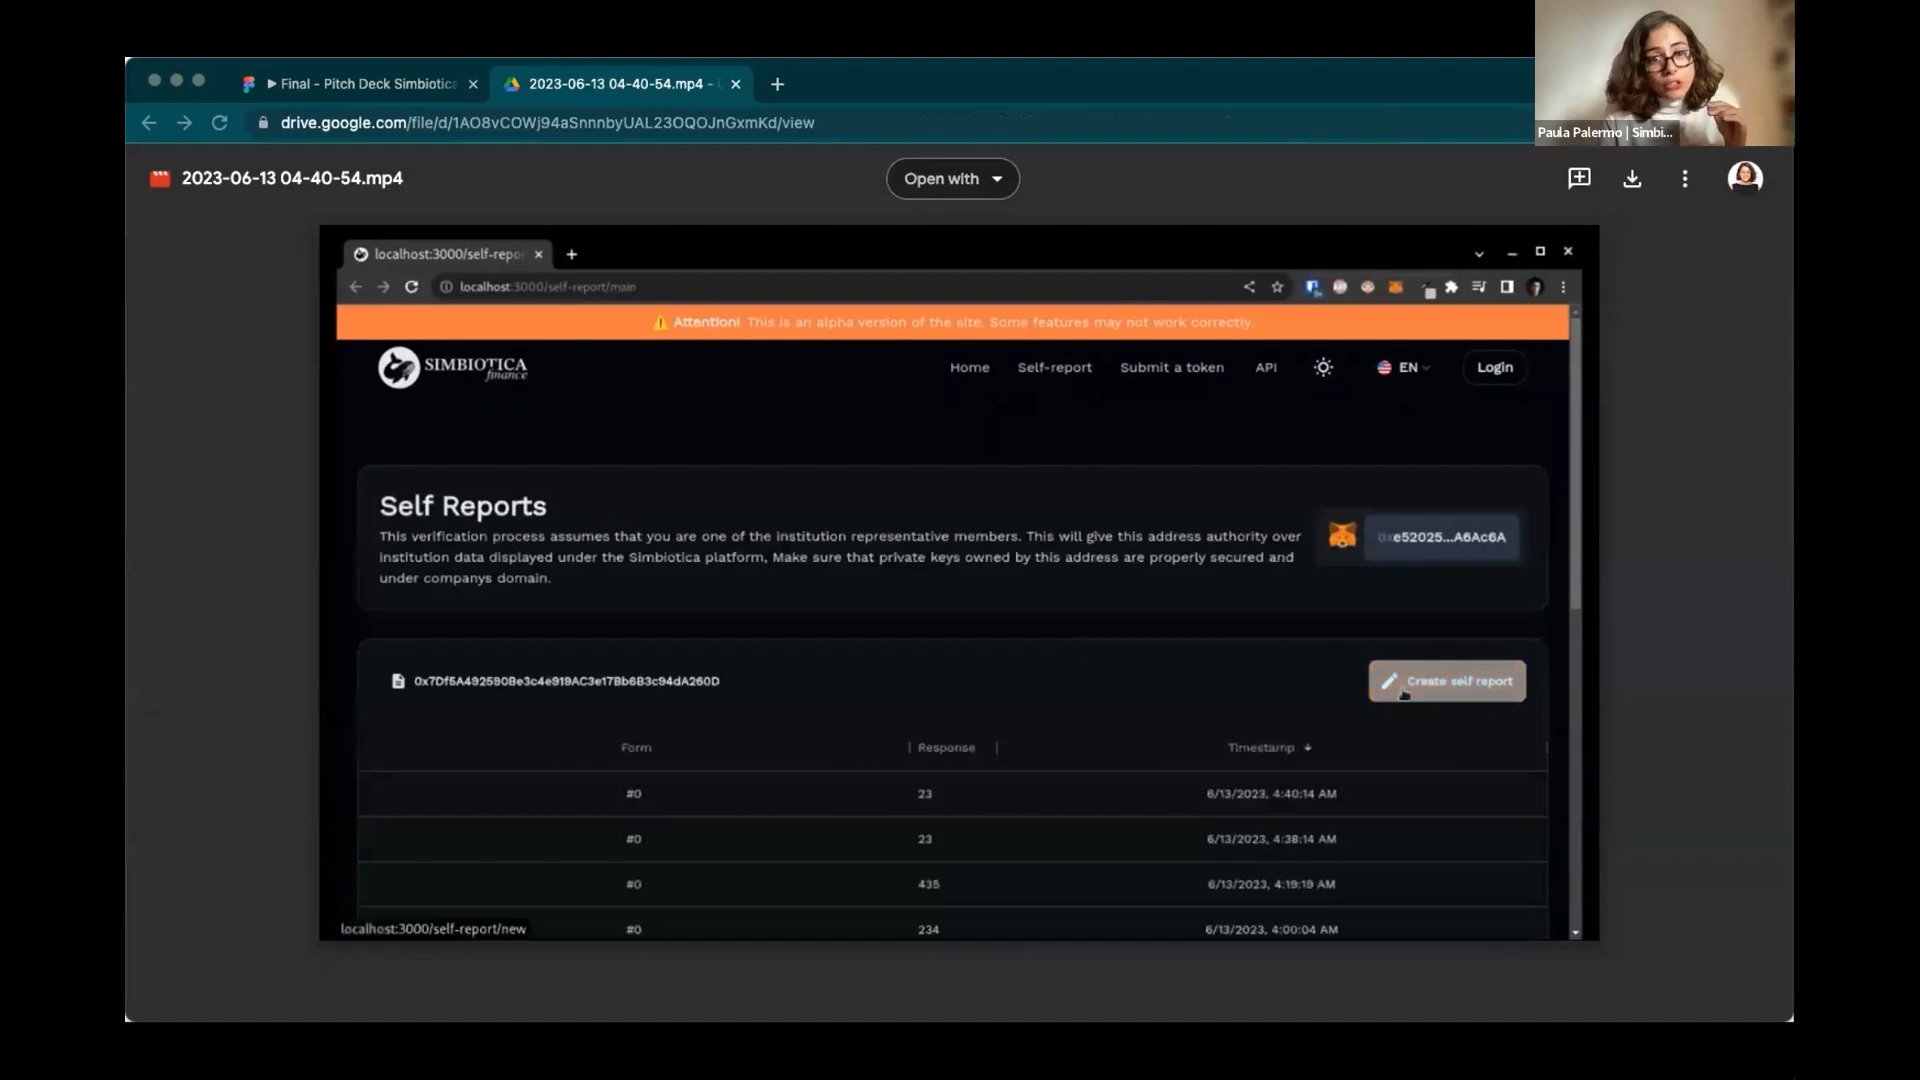 Final - Pitch Deck Simbiotica
2023-06-13 04-40-54.mp4 -
drive.google.com/file/d/1AO8vCOWj94aSnnnbyUAL23OQOJnGxmKd/view
Paula Palermo | Simbi...
2023-06-13 04-40-54.mp4
Open with
localhost:3000/self-repo
localhost:3000/self-report/main
Attention! This is an alpha version of the site. Some features may not work correctly.
SIMBIOTICA
finance
Home
Self-report
Submit a token
API
EN
Login
Self Reports
This verification process assumes that you are one of the institution representative members. This will give this address authority over
institution data displayed under the Simbiotica platform, Make sure that private keys owned by this address are properly secured and
under companys domain.
0xe52025...A6Ac6A
0x7Df5A492590Be3c4e919AC3e17Bb6B3c94dA260D
Create self report
Form
Response
Timestamp
#0 23 6/13/2023, 4:40:14 AM
#0 23 6/13/2023, 4:38:14 AM
#0 435 6/13/2023, 4:19:19 AM
#0 234 6/13/2023, 4:00:04 AM
localhost:3000/self-report/new